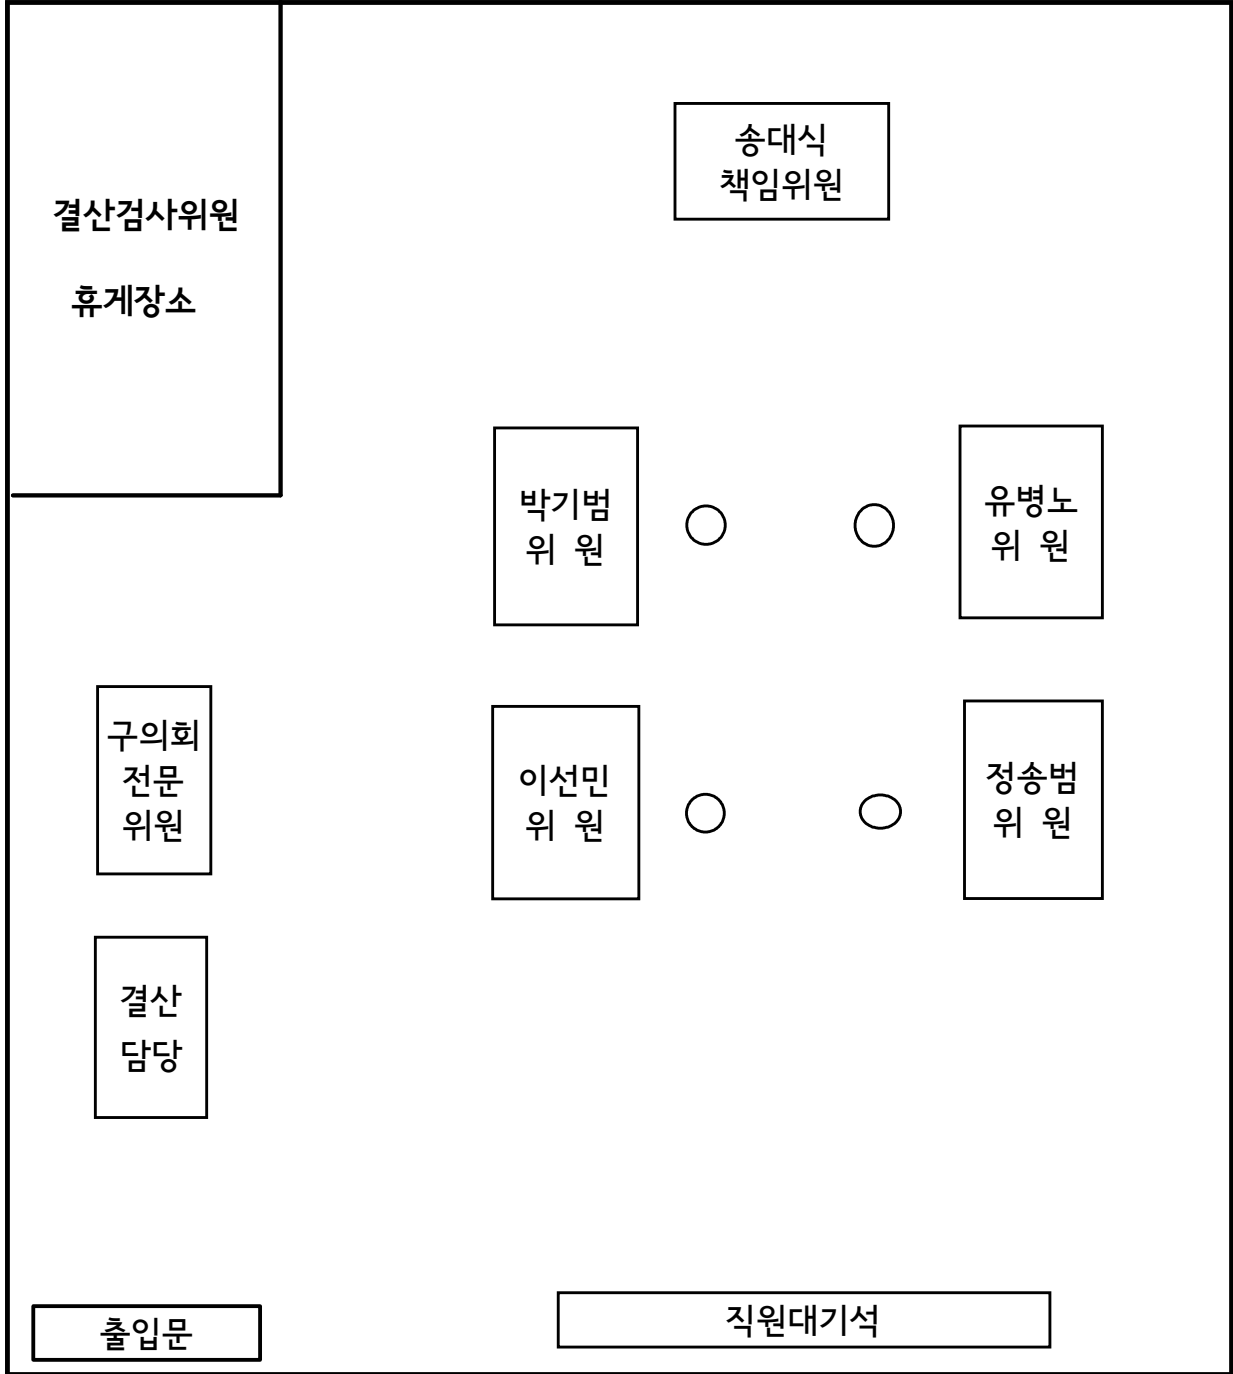 송대식
책임위원
결산검사위원
휴게장소
박기범
위 원
유병노
위 원
구의회
전문
위원
이선민
위 원
정송범
위 원
결산
담당
출입문
직원대기석